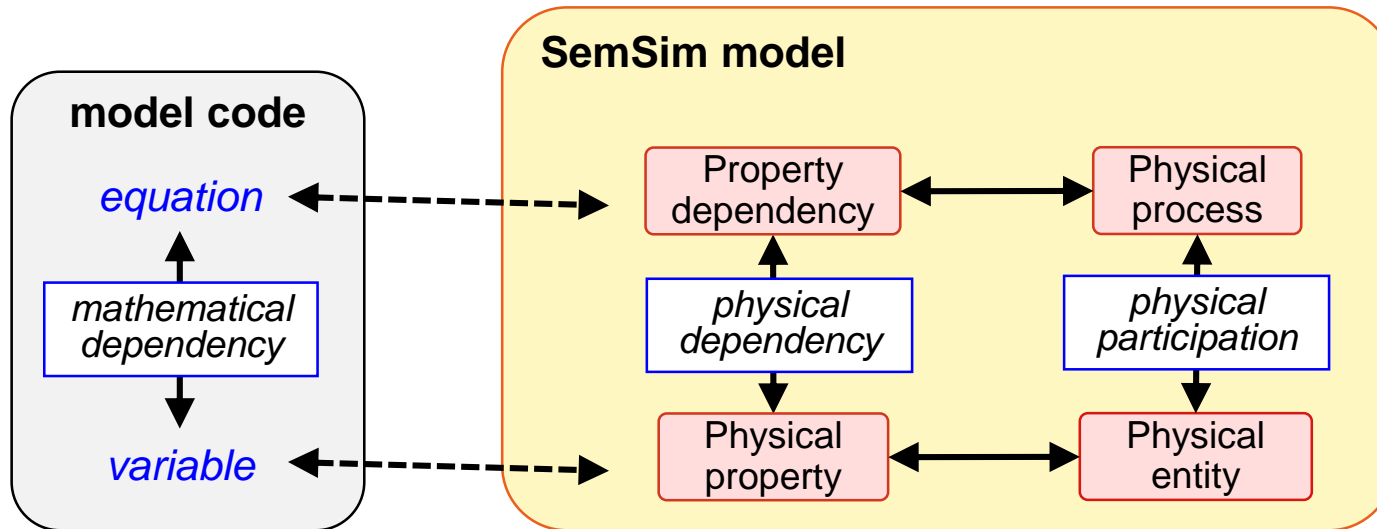 SemSim model
model code
equation
mathematical
dependency
variable
Property
dependency
Physical
process
physical
dependency
physical
participation
Physical
property
Physical
entity